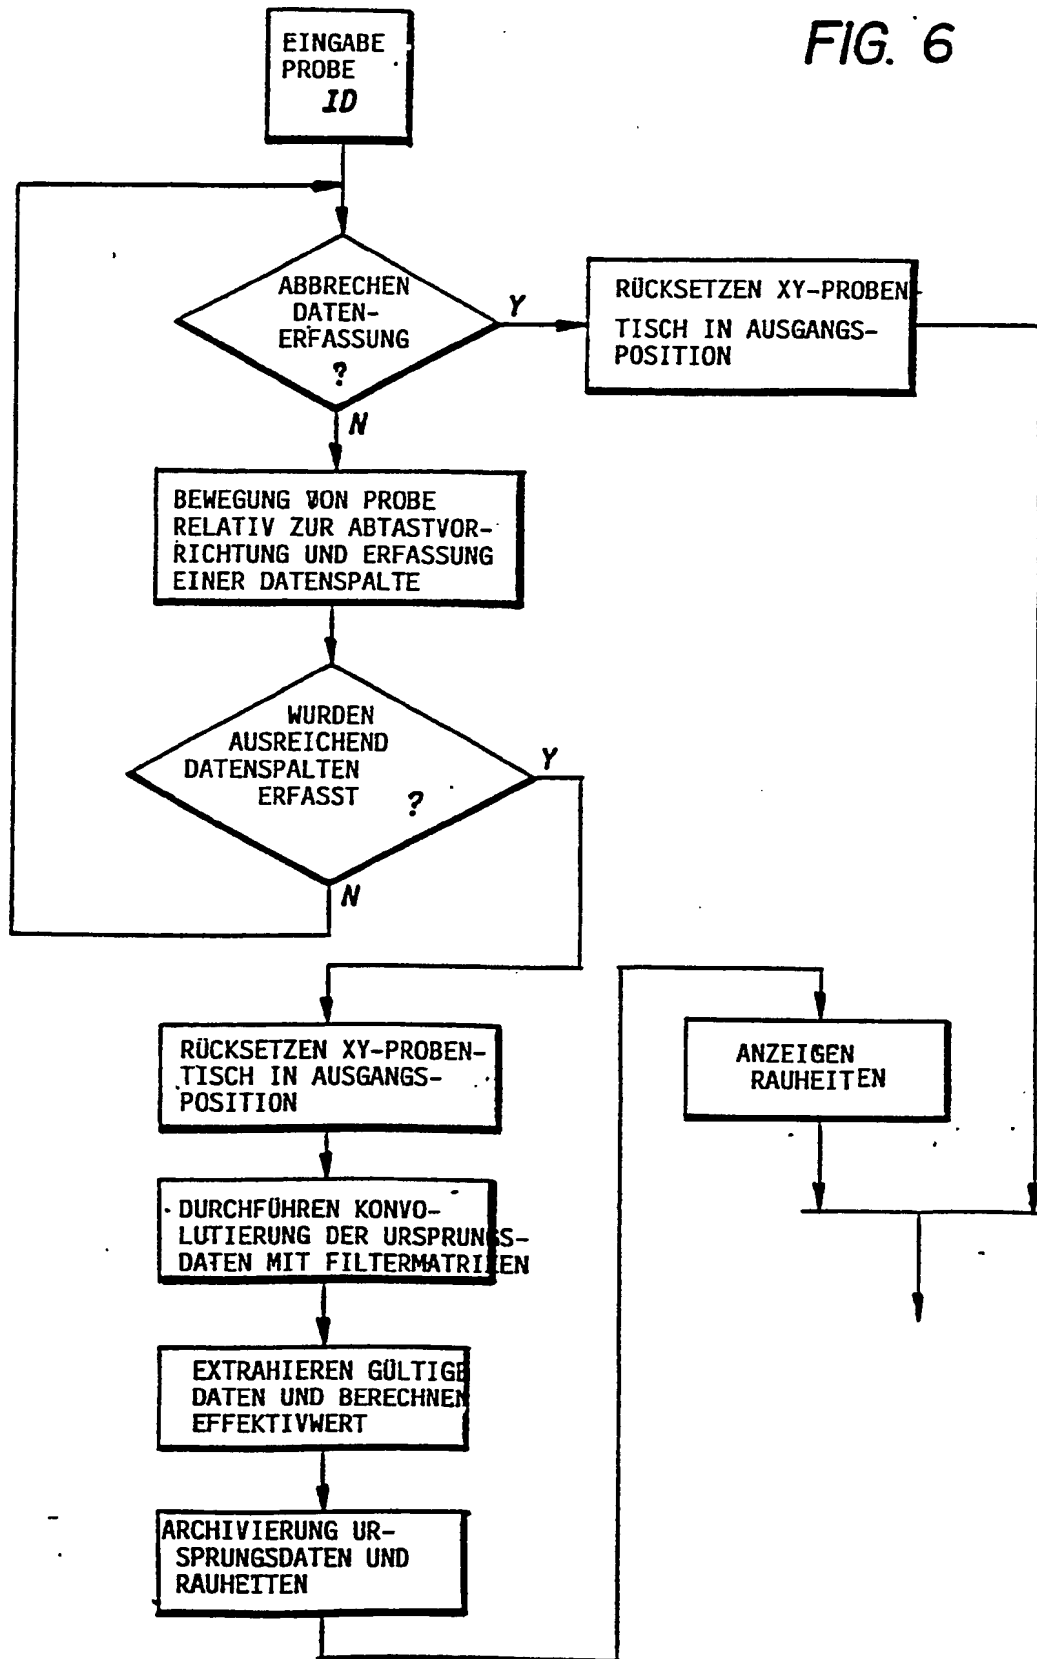 FIG. 6
EINGABE
PROBE
ID
ABBRECHEN
DATEN-
ERFASSUNG
?
Y
N
RÜCKSETZEN XY-PROBEN-
TISCH IN AUSGANGS-
POSITION
BEWEGUNG VON PROBE
RELATIV ZUR ABTASTVOR-
RICHTUNG UND ERFASSUNG
EINER DATENSPALTE
WURDEN
AUSREICHEND
DATENSPALTEN
ERFASST
?
Y
N
RÜCKSETZEN XY-PROBEN-
TISCH IN AUSGANGS-
POSITION
DURCHFÜHREN KONVO-
LUTIERUNG DER URSPRUNGS-
DATEN MIT FILTERMATRIZEN
EXTRAHIEREN GÜLTIGE
DATEN UND BERECHNEN
EFFEKTIVWERT
ARCHIVIERUNG UR-
SPRUNGSDATEN UND
RAUHEITEN
ANZEIGEN
RAUHEITEN